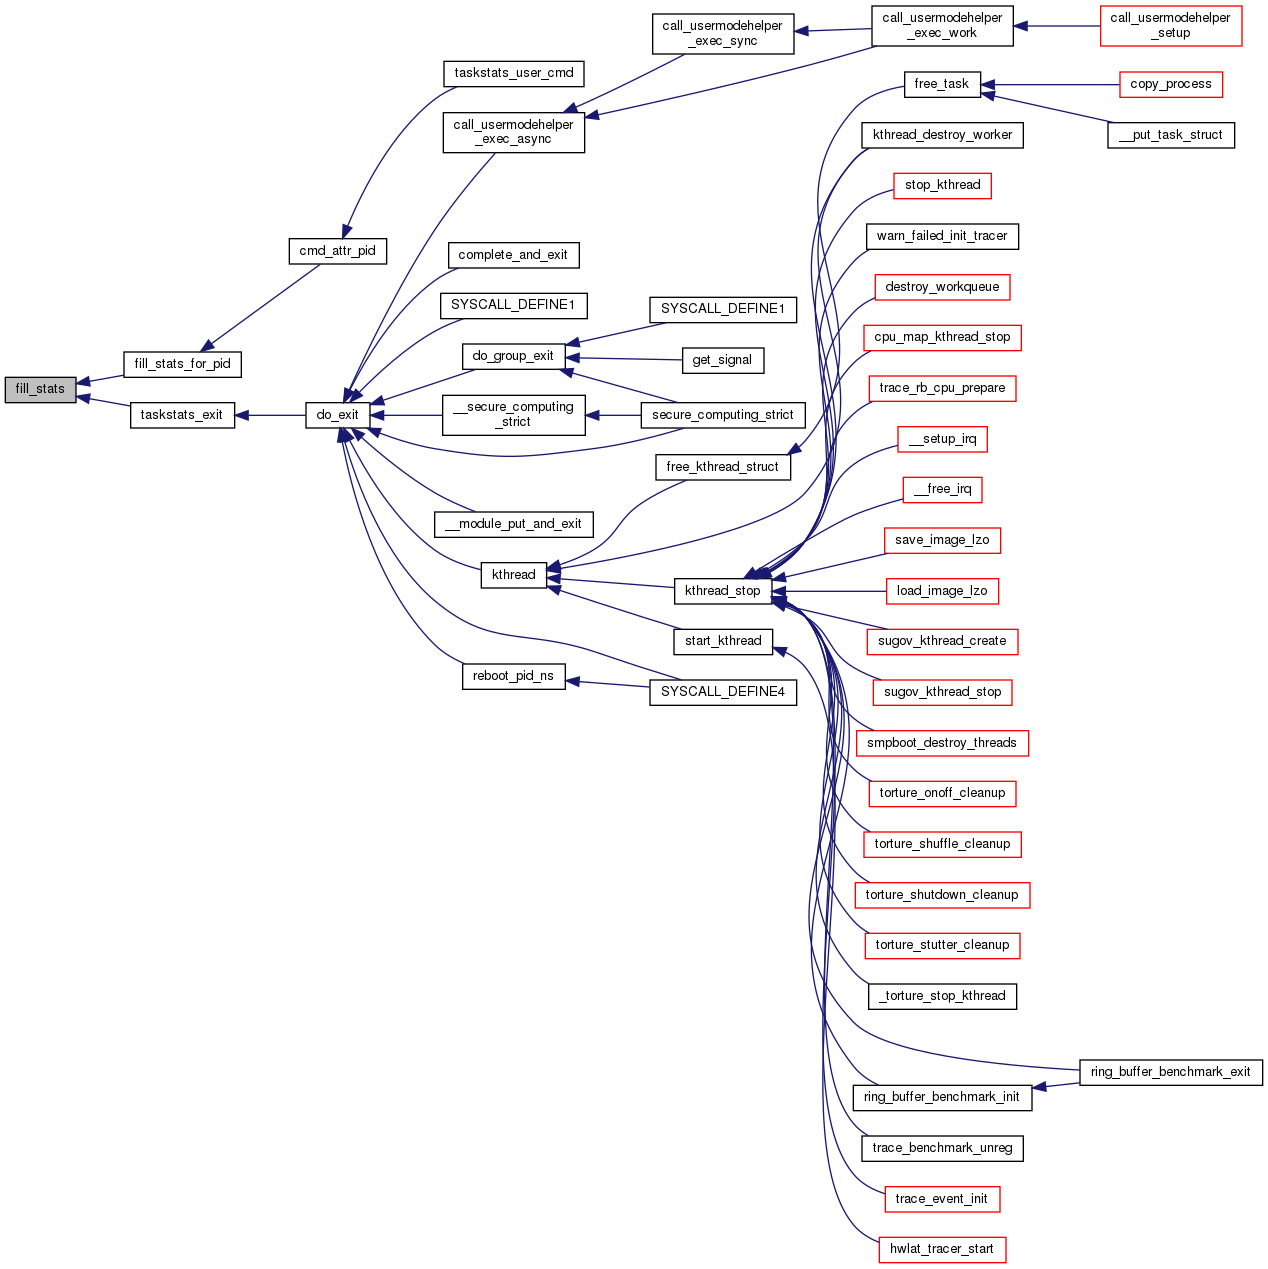 call_usermodehelper
_exec_sync
call_usermodehelper
_exec_work
call_usermodehelper
_setup
taskstats_user_cmd
free_task
copy_process
call_usermodehelper
_exec_async
kthread_destroy_worker
__put_task_struct
stop_kthread
cmd_attr_pid
complete_and_exit
warn_failed_init_tracer
destroy_workqueue
SYSCALL_DEFINE1
SYSCALL_DEFINE1
cpu_map_kthread_stop
fill_stats_for_pid
do_group_exit
get_signal
fill_stats
trace_rb_cpu_prepare
taskstats_exit
do_exit
__secure_computing
_strict
secure_computing_strict
__setup_irq
free_kthread_struct
__free_irq
__module_put_and_exit
save_image_lzo
kthread
kthread_stop
load_image_lzo
start_kthread
sugov_kthread_create
reboot_pid_ns
SYSCALL_DEFINE4
sugov_kthread_stop
smpboot_destroy_threads
torture_onoff_cleanup
torture_shuffle_cleanup
torture_shutdown_cleanup
torture_stutter_cleanup
_torture_stop_kthread
ring_buffer_benchmark_exit
ring_buffer_benchmark_init
trace_benchmark_unreg
trace_event_init
hwlat_tracer_start